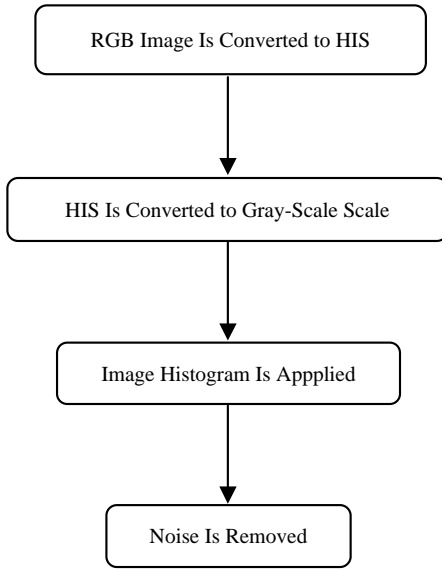 RGB Image Is Converted to HIS
HIS Is Converted to Gray-Scale Scale
Image Histogram Is Appplied
Noise Is Removed